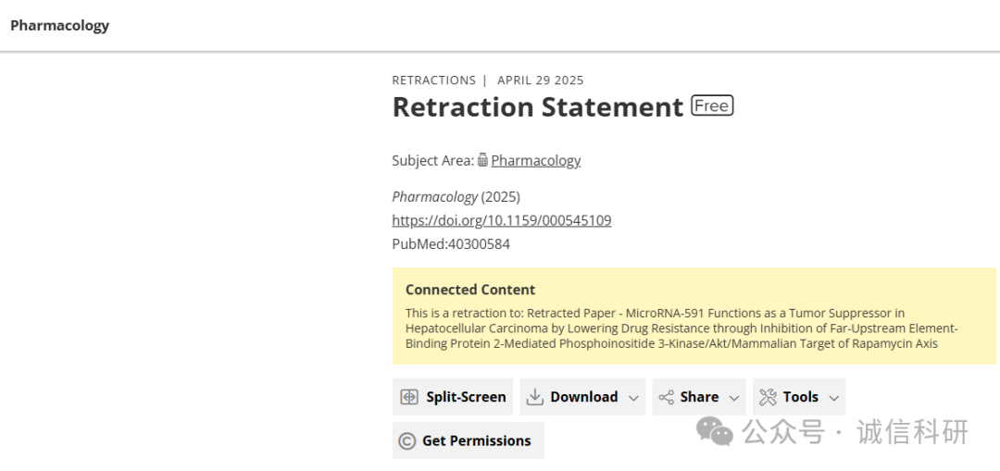 Pharmacology
RETRACTIONS | APRIL 29 2025
Retraction Statement Free
Subject Area: Pharmacology
Pharmacology (2025)
https://doi.org/10.1159/000545109
PubMed:40300584
Connected Content
This is a retraction to: Retracted Paper - MicroRNA-591 Functions as a Tumor Suppressor in
Hepatocellular Carcinoma by Lowering Drug Resistance through Inhibition of Far-Upstream Element-
Binding Protein 2-Mediated Phosphoinositide 3-Kinase/Akt/Mammalian Target of Rapamycin Axis
Split-Screen Download Share Tools
© Get Permissions
公众号 · 诚信科研